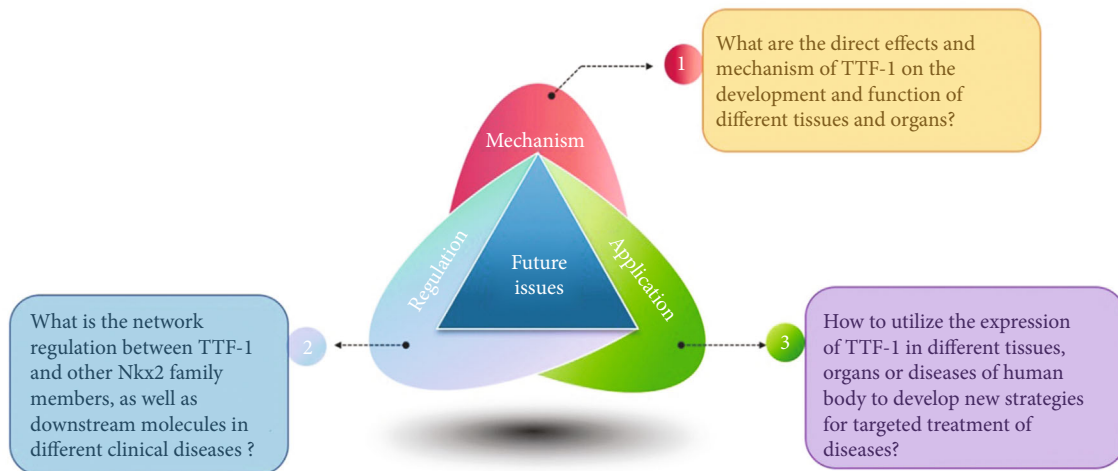 1
What are the direct effects and
mechanism of TTF-1 on the
development and function of
different tissues and organs?
Mechanism
Regulation
Application
Future
issues
2
What is the network
regulation between TTF-1
and other Nkx2 family
members, as well as
downstream molecules in
different clinical diseases ?
3
How to utilize the expression
of TTF-1 in different tissues,
organs or diseases of human
body to develop new strategies
for targeted treatment of
diseases?